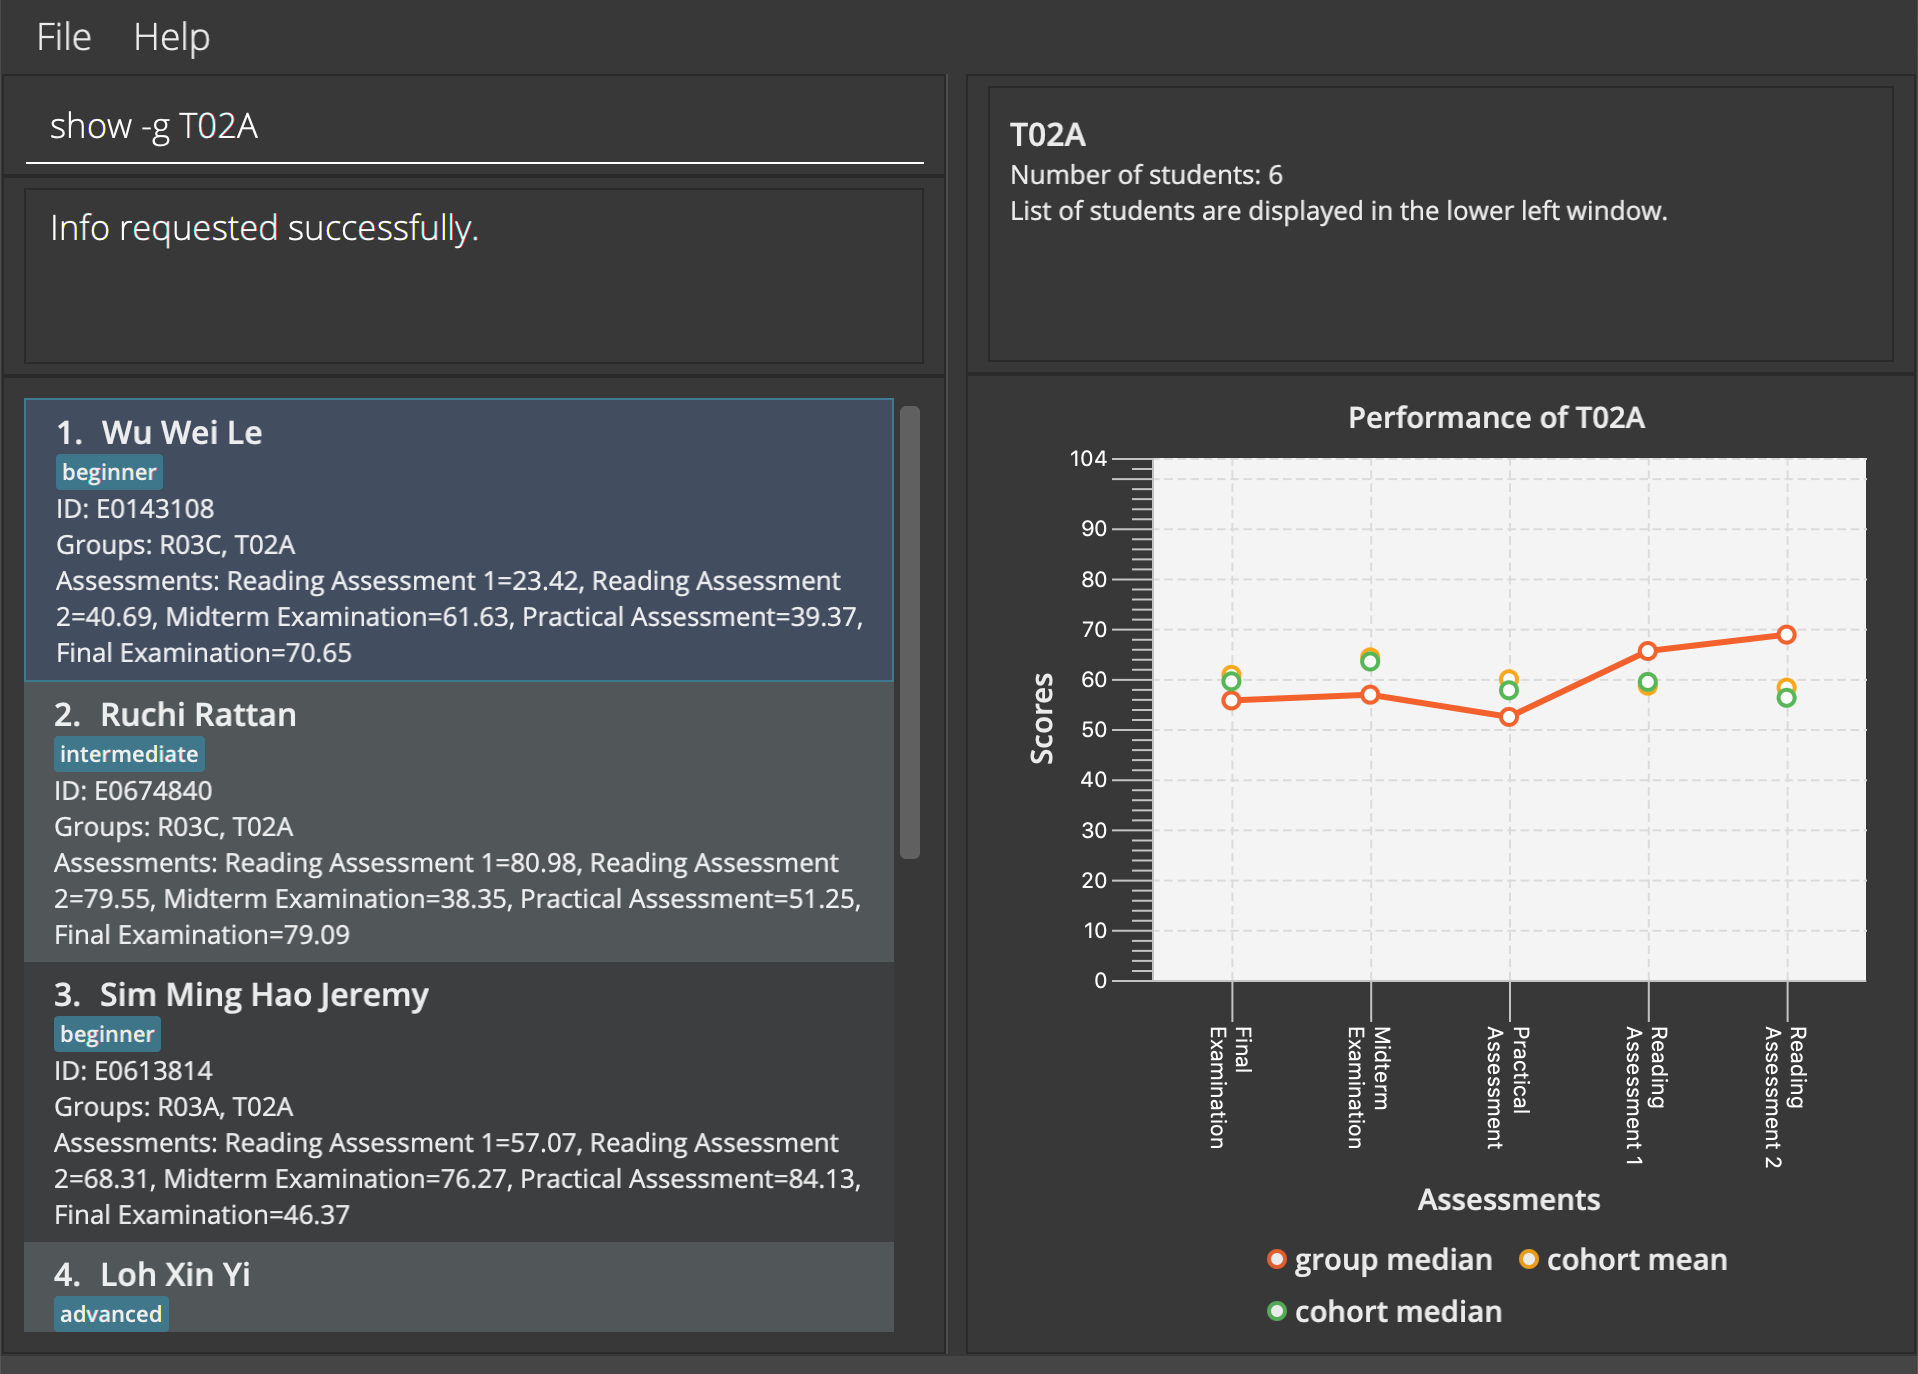 File Help
show -g T02A
Info requested successfully.
1. Wu Wei Le
beginner
ID: E0143108
Groups: R03C, T02A
Assessments: Reading Assessment 1=23.42, Reading Assessment
2=40.69, Midterm Examination=61.63, Practical Assessment=39.37,
Final Examination=70.65
2. Ruchi Rattan
intermediate
ID: E0674840
Groups: R03C, T02A
Assessments: Reading Assessment 1=80.98, Reading Assessment
2=79.55, Midterm Examination=38.35, Practical Assessment=51.25,
Final Examination=79.09
3. Sim Ming Hao Jeremy
beginner
ID: E0613814
Groups: R03A, T02A
Assessments: Reading Assessment 1=57.07, Reading Assessment
2=68.31, Midterm Examination=76.27, Practical Assessment=84.13,
Final Examination=46.37
4. Loh Xin Yi
advanced
T02A
Number of students: 6
List of students are displayed in the lower left window.
Performance of T02A
Scores
104
90
80
70
60
50
40
30
20
10
0
Final
Examination
Midterm
Examination
Practical
Assessment
Reading
Assessment 1
Reading
Assessment 2
Assessments
group median
cohort mean
cohort median